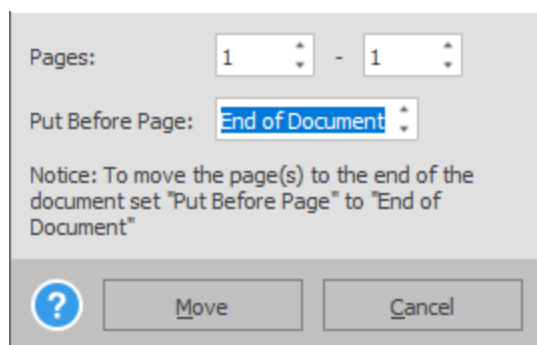 Pages: 1 - 1
Put Before Page: End of Document
Notice: To move the page(s) to the end of the
document set "Put Before Page" to "End of
Document"
? Move Cancel